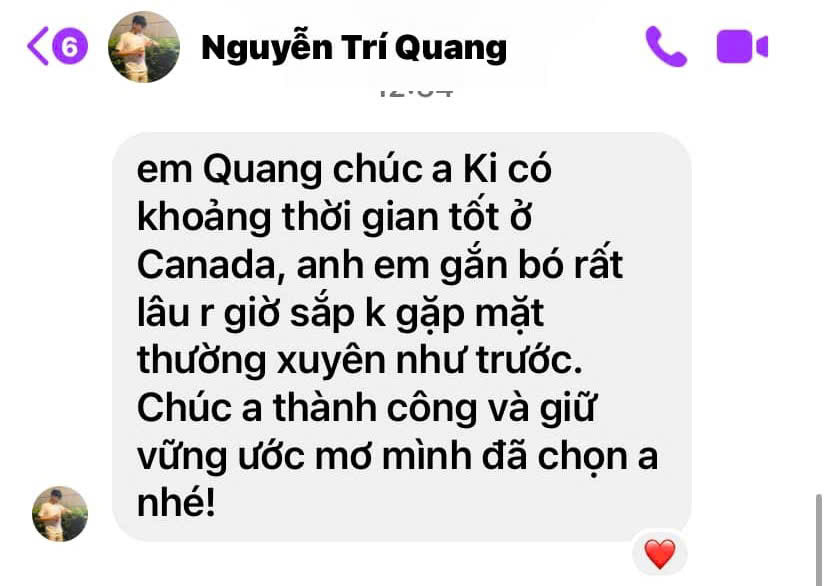 6
Nguyễn Trí Quang
em Quang chúc a Ki có
khoảng thời gian tốt ở
Canada, anh em gắn bó rất
lâu r giờ sắp k gặp mặt
thường xuyên như trước.
Chúc a thành công và giữ
vững ước mơ mình đã chọn a
nhé!